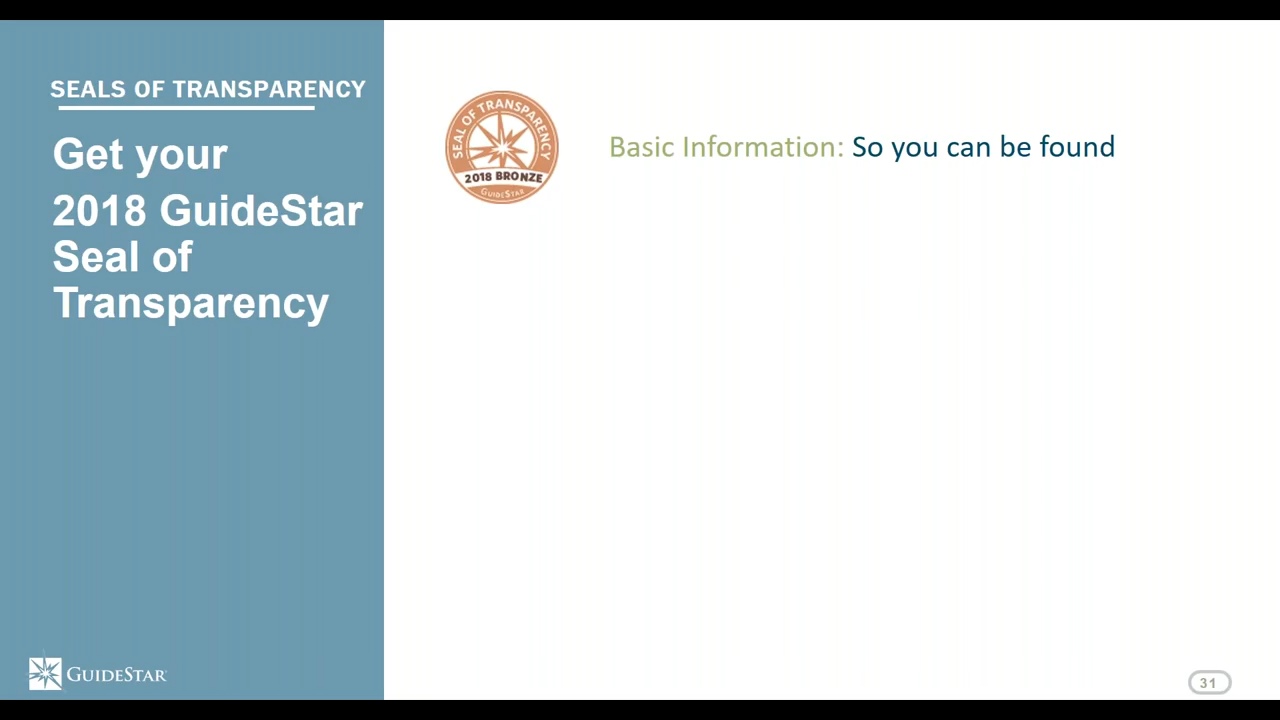 SEALS OF TRANSPARENCY
Get your
2018 GuideStar
Seal of
Transparency
SEAL OF TRANSPARENCY
2018 BRONZE
GUIDESTAR
Basic Information: So you can be found
GUIDESTAR
31